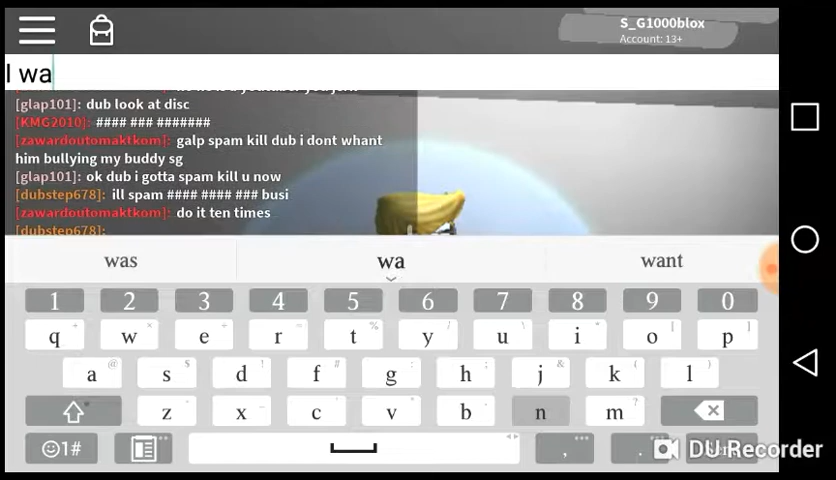 S_G1000blox
Account: 13+
I wa
[glap101]: dub look at disc
[KMG2010]: #### ### #######
[zawardoutomaktkom]: galp spam kill dub i dont whant
him bullying my buddy sg
[glap101]: ok dub i gotta spam kill u now
[dubstep678]: ill spam #### #### ### busi
[zawardoutomaktkom]: do it ten times
[dubstep678]:
was wa want
1 2 3 4 5 6 7 8 9 0
q w e r t y u i o p
a s d f g h j k l
z x c v b n m
1# , .
DU Recorder